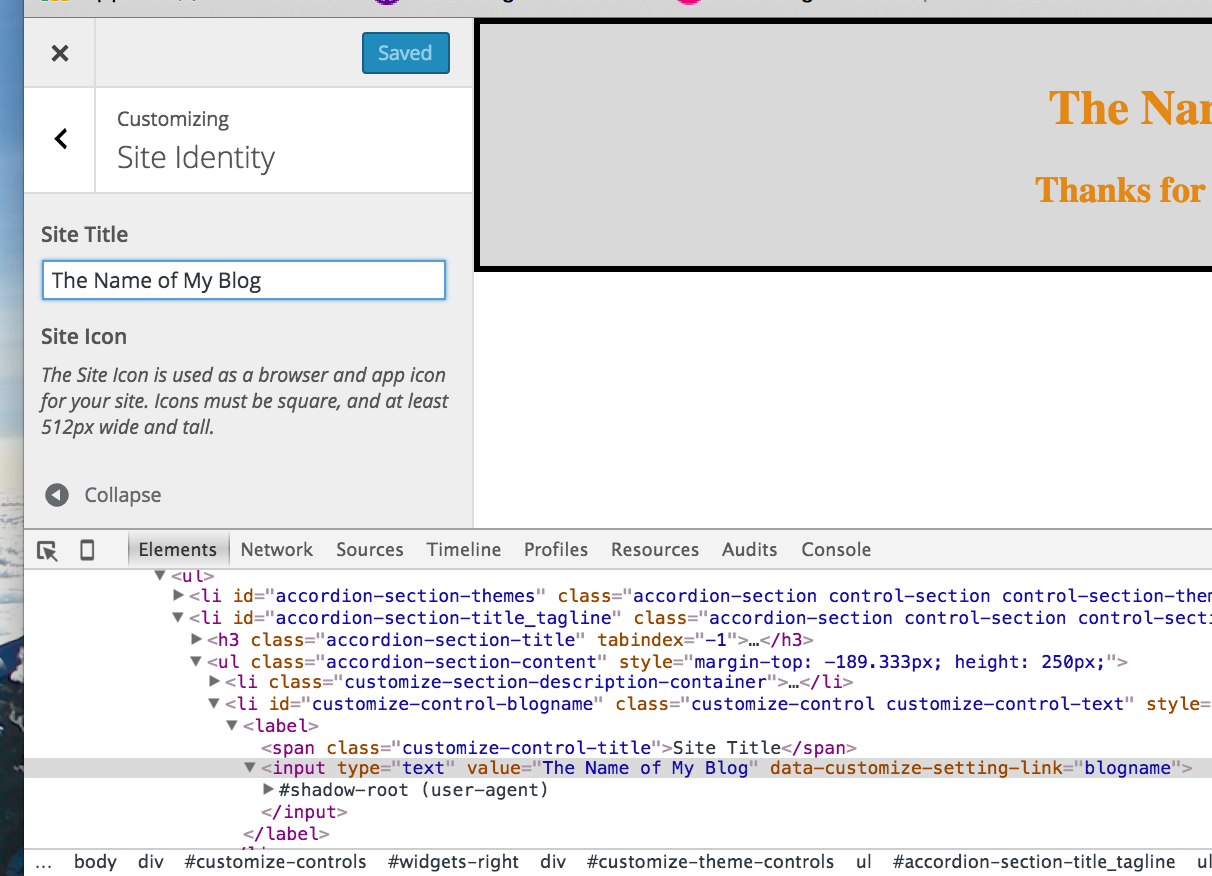 Saved
Customizing
Site Identity
Site Title
The Name of My Blog
Site Icon
The Site Icon is used as a browser and app icon
for your site. Icons must be square, and at least
512px wide and tall.
Collapse
The Nam
Thanks for
Elements Network Sources Timeline Profiles Resources Audits Console
<ul>
<li id="accordion-section-themes" class="accordion-section control-section control-section-them
<li id="accordion-section-title_tagline" class="accordion-section control-section control-secti
<h3 class="accordion-section-title" tabindex="-1">…</h3>
<ul class="accordion-section-content" style="margin-top: -189.333px; height: 250px;">
<li class="customize-section-description-container">…</li>
<li id="customize-control-blogname" class="customize-control customize-control-text" style=
<label>
<span class="customize-control-title">Site Title</span>
<input type="text" value="The Name of My Blog" data-customize-setting-link="blogname">
#shadow-root (user-agent)
</input>
</label>
... body div #customize-controls #widgets-right div #customize-theme-controls ul #accordion-section-title_tagline ul